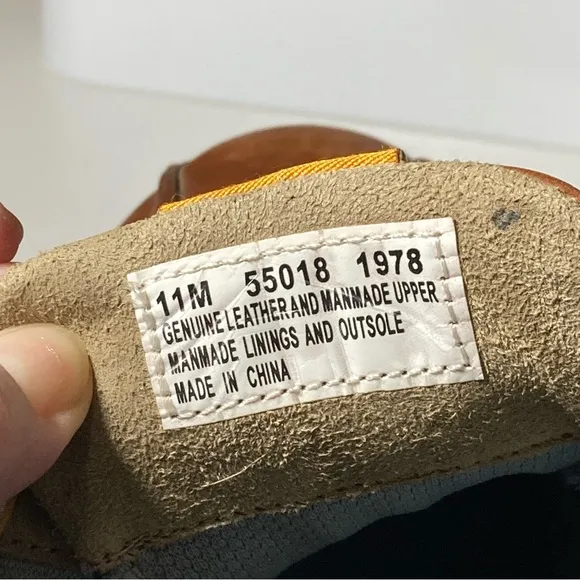 11M 55018 1978
GENUINE LEATHER AND MANMADE UPPER
MANMADE LININGS AND OUTSOLE
MADE IN CHINA